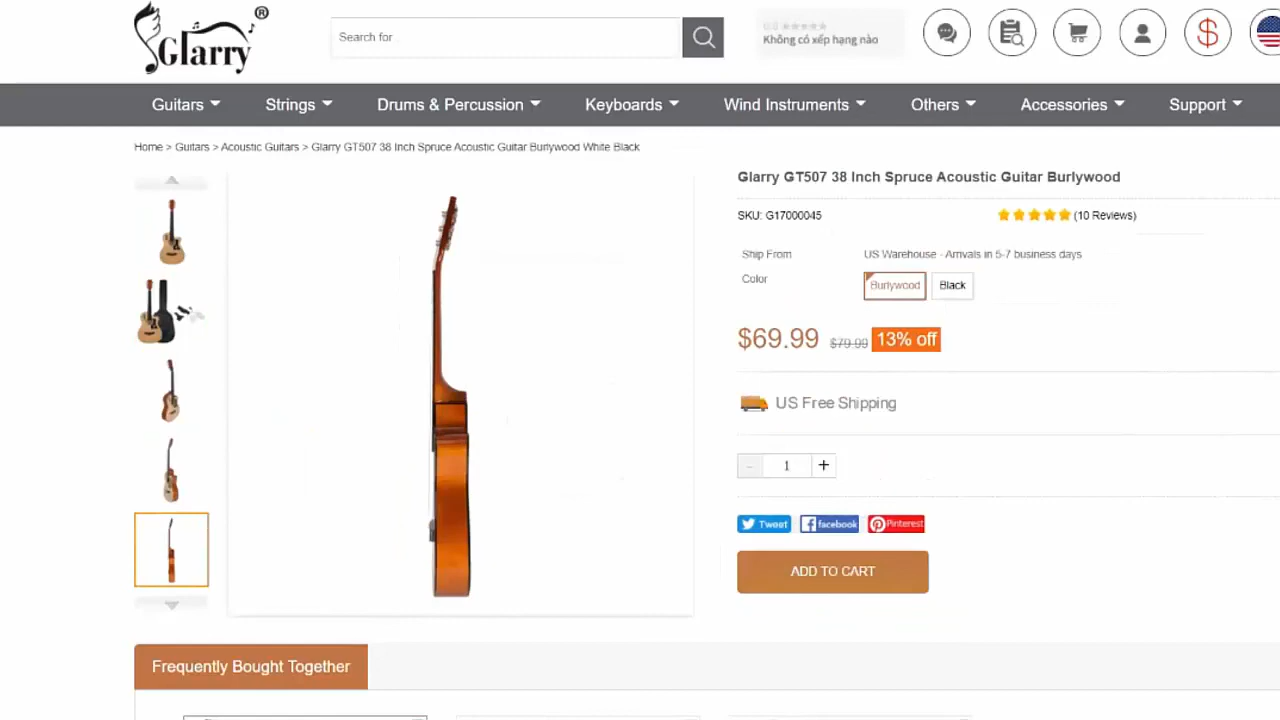 Glarry ®
Search for
Không có xếp hạng nào
Guitars
Strings
Drums & Percussion
Keyboards
Wind Instruments
Others
Accessories
Support
Home > Guitars > Acoustic Guitars > Glarry GT507 38 Inch Spruce Acoustic Guitar Burlywood White Black
Glarry GT507 38 Inch Spruce Acoustic Guitar Burlywood
SKU: G17000045
(10 Reviews)
Ship From
US Warehouse - Arrivals in 5-7 business days
Color
Burlywood
Black
$69.99 $79.99 13% off
US Free Shipping
- 1 +
Tweet
facebook
Pinterest
ADD TO CART
Frequently Bought Together